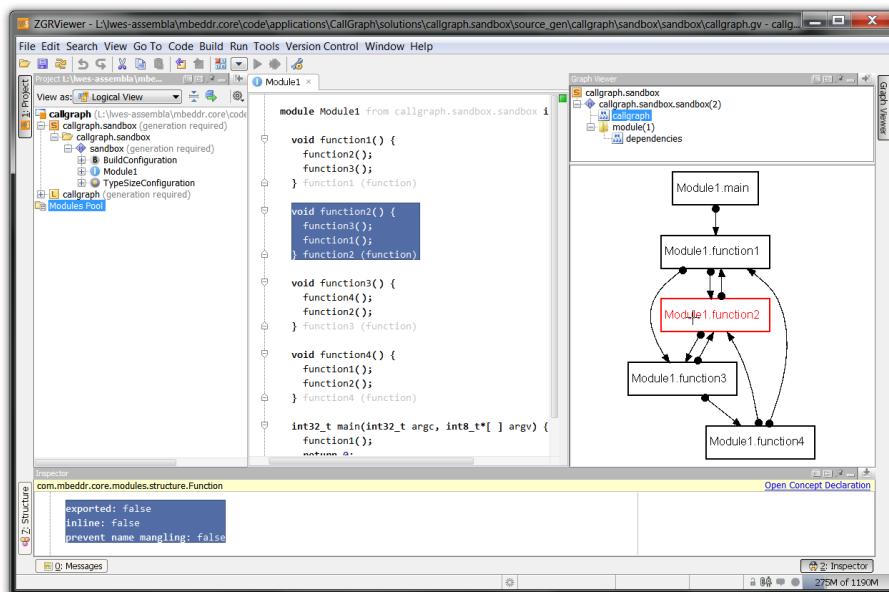 ZGRViewer - L:\lwes-assembla\mbeddr.core\code\applications\CallGraph\solutions\callgraph.sandbox\source_gen\callgraph\sandbox\sandbox\callgraph.gv - callg...
File Edit Search View Go To Code Build Run Tools Version Control Window Help
Project L:\lwes-assembla\mbe...
View as: Logical View
callgraph (L:\lwes-assembla\mbeddr.core\code
callgraph.sandbox (generation required)
callgraph.sandbox
sandbox (generation required)
BuildConfiguration
Module1
TypeSizeConfiguration
callgraph (generation required)
Modules Pool
1: Project
Z: Structure
Module1
module Module1 from callgraph.sandbox.sandbox i
void function1() {
function2();
function3();
} function1 (function)
void function2() {
function3();
function1();
} function2 (function)
void function3() {
function4();
function2();
} function3 (function)
void function4() {
function1();
function2();
} function4 (function)
int32_t main(int32_t argc, int8_t*[ ] argv) {
function1();
return 0;
Graph Viewer
callgraph.sandbox
callgraph.sandbox.sandbox(2)
callgraph
module(1)
dependencies
Graph Viewer
Module1.main
Module1.function1
Module1.function2
Module1.function3
Module1.function4
Inspector
com.mbeddr.core.modules.structure.Function
Open Concept Declaration
exported: false
inline: false
prevent name mangling: false
0: Messages
2: Inspector
275M of 1190M